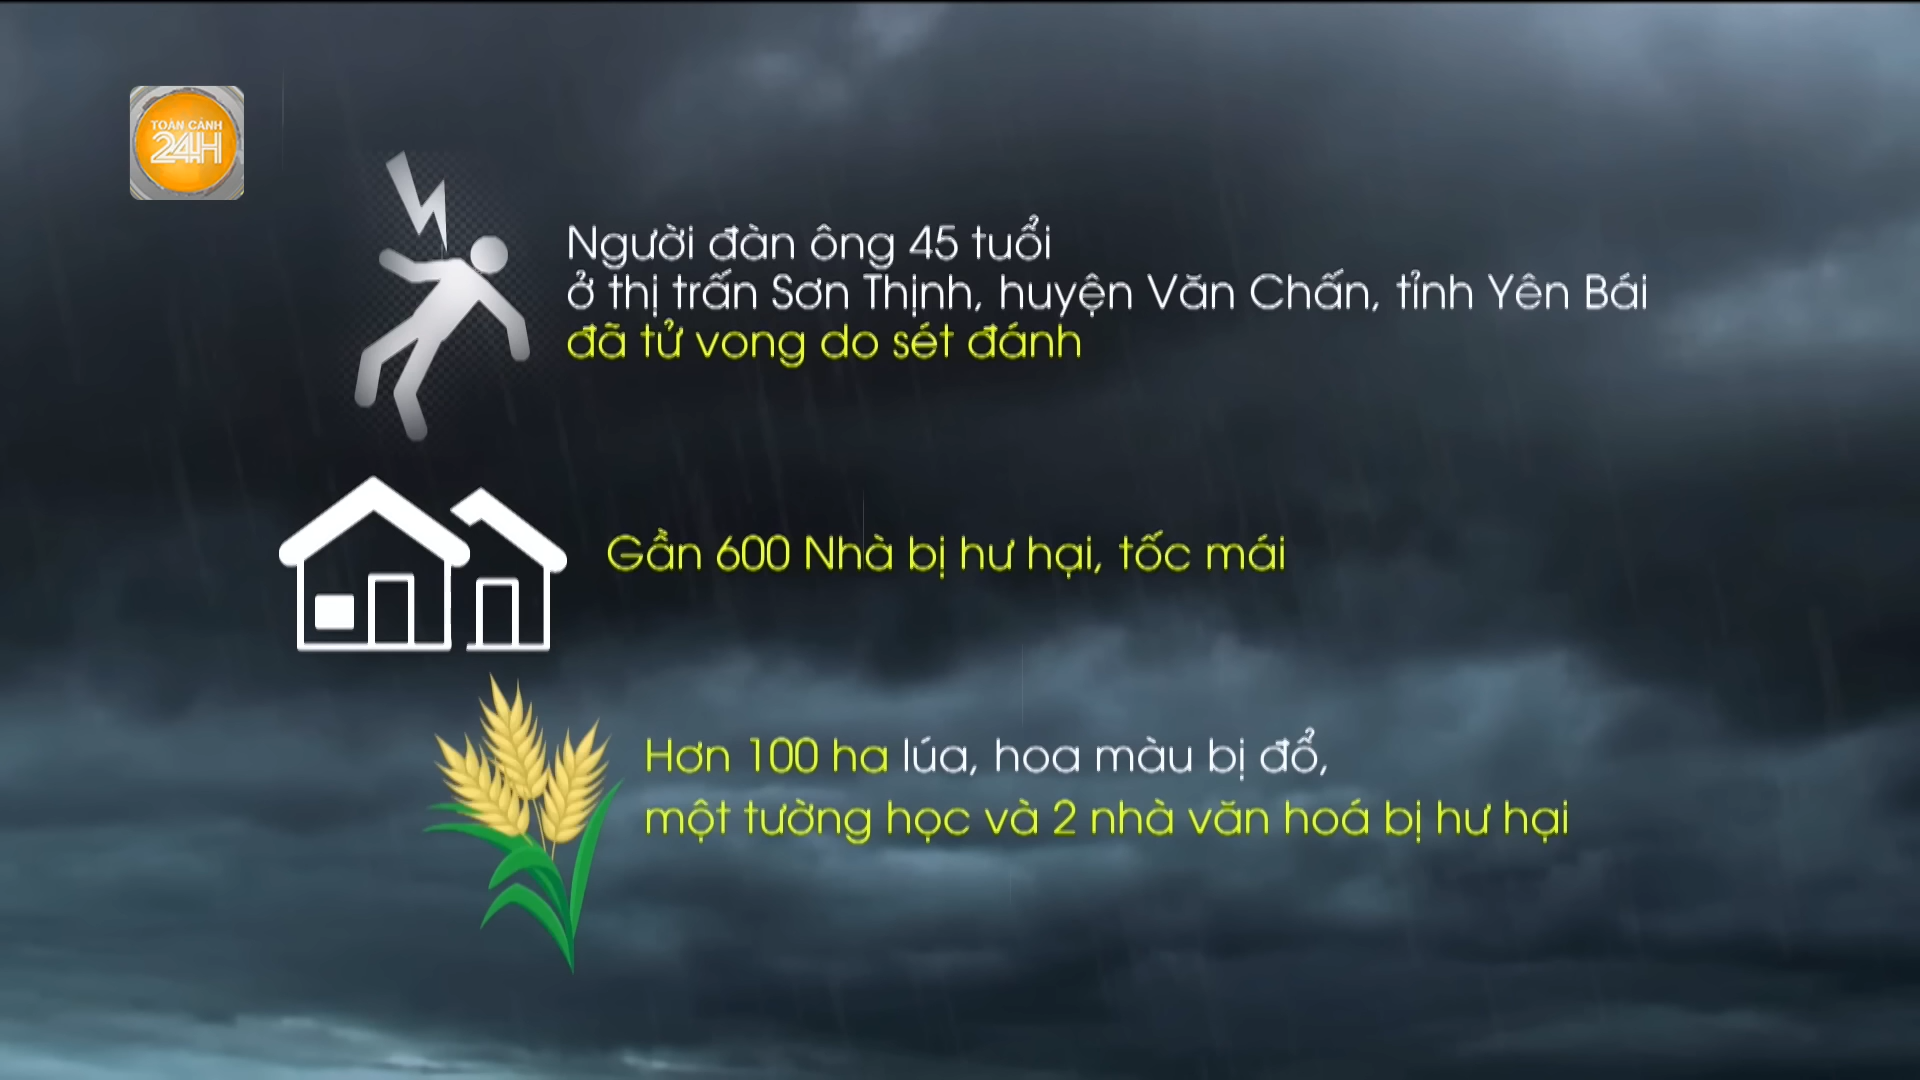 TOÀN CẢNH
24H
Người đàn ông 45 tuổi
ở thị trấn Sơn Thịnh, huyện Văn Chấn, tỉnh Yên Bái
đã tử vong do sét đánh
Gần 600 Nhà bị hư hại, tốc mái
Hơn 100 ha lúa, hoa màu bị đổ,
một tường học và 2 nhà văn hoá bị hư hại